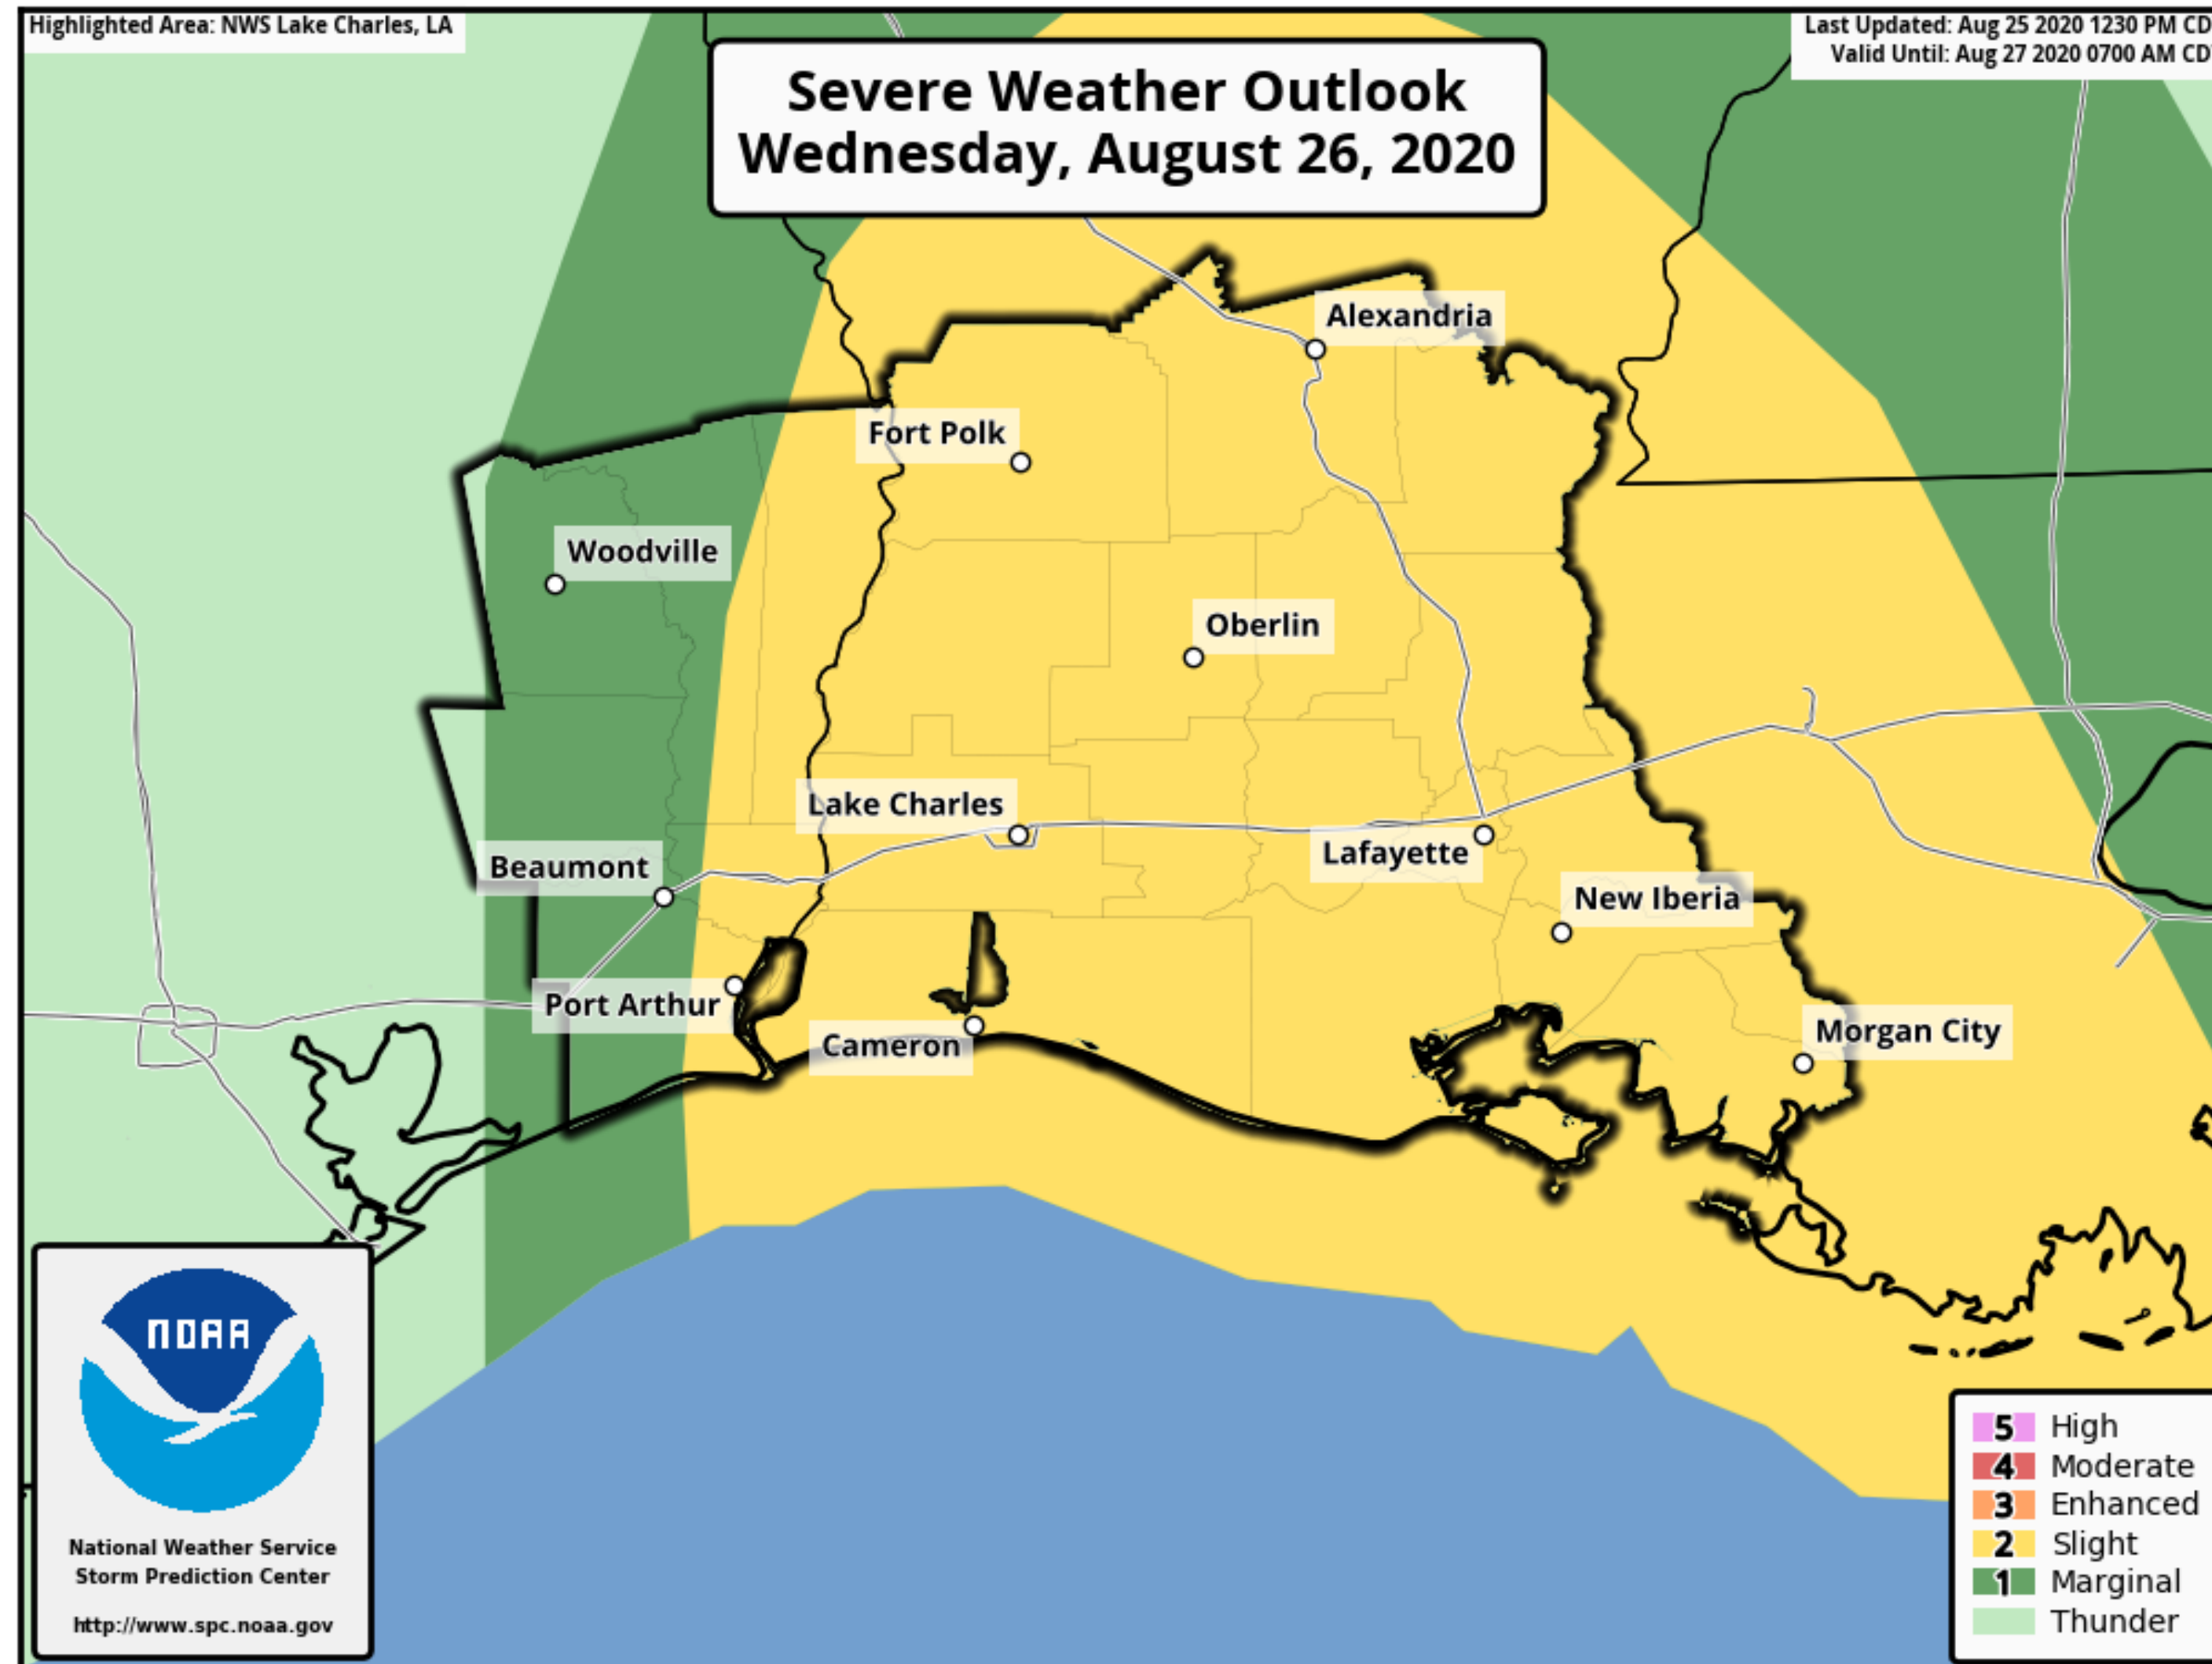 Highlighted Area: NWS Lake Charles, LA
Last Updated: Aug 25 2020 1230 PM CD
Valid Until: Aug 27 2020 0700 AM CD
Severe Weather Outlook
Wednesday, August 26, 2020
Alexandria
Fort Polk
Woodville
Oberlin
Lake Charles
Lafayette
Beaumont
New Iberia
Port Arthur
Cameron
Morgan City
NOAA
National Weather Service
Storm Prediction Center
http://www.spc.noaa.gov
5 High
4 Moderate
3 Enhanced
2 Slight
1 Marginal
Thunder